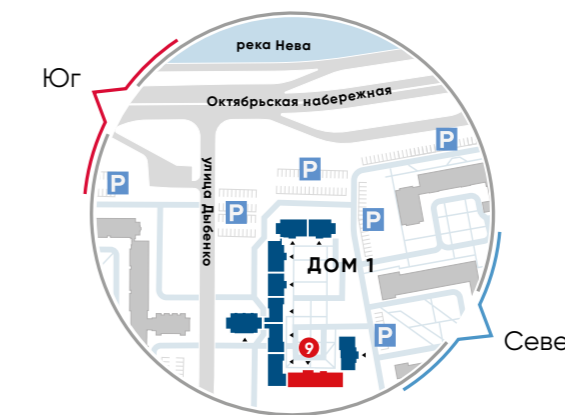 река Нева
Юг
Октябрьская набережная
P
P
P
улица Дыбенко
P
P
ДОМ 1
P
9
Севе